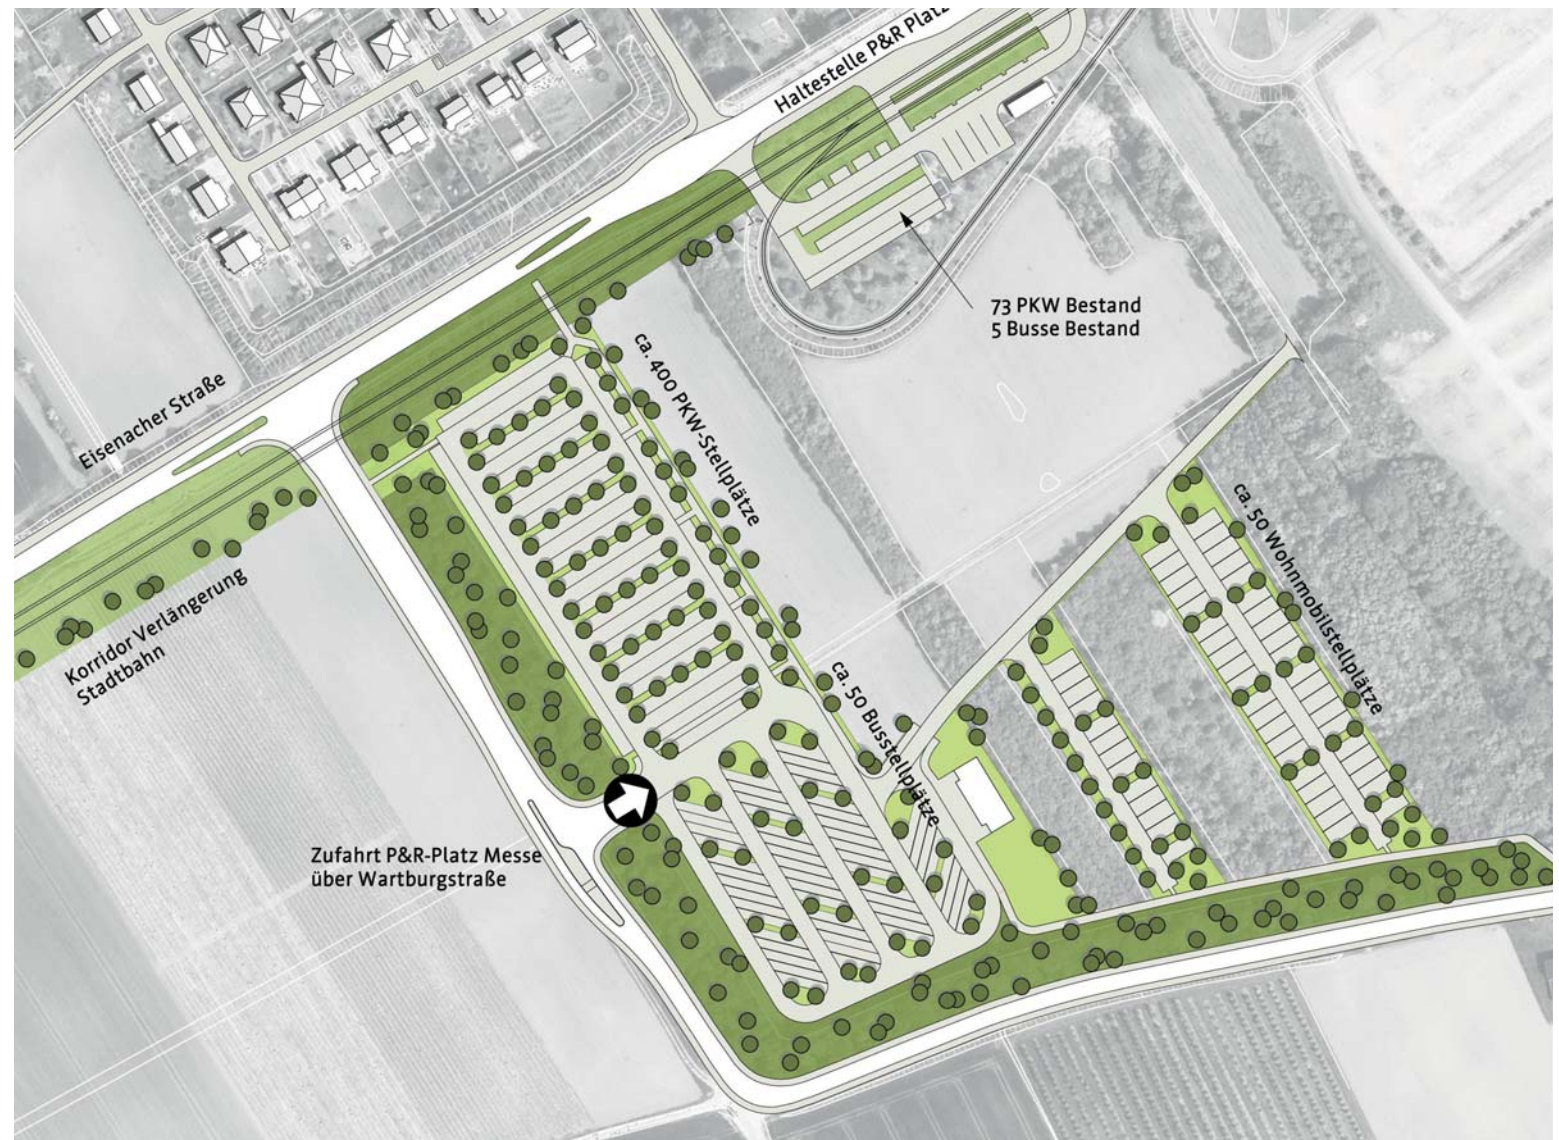 Haltestelle P&R Platz
73 PKW Bestand
5 Busse Bestand
Eisenacher Straße
ca. 400 PKW-Stellplätze
ca. 50 Wohnmobilstellplätze
Korridor Verlängerung
Stadtbahn
ca. 50 Busstellplätze
Zufahrt P&R-Platz Messe
über Wartburgstraße